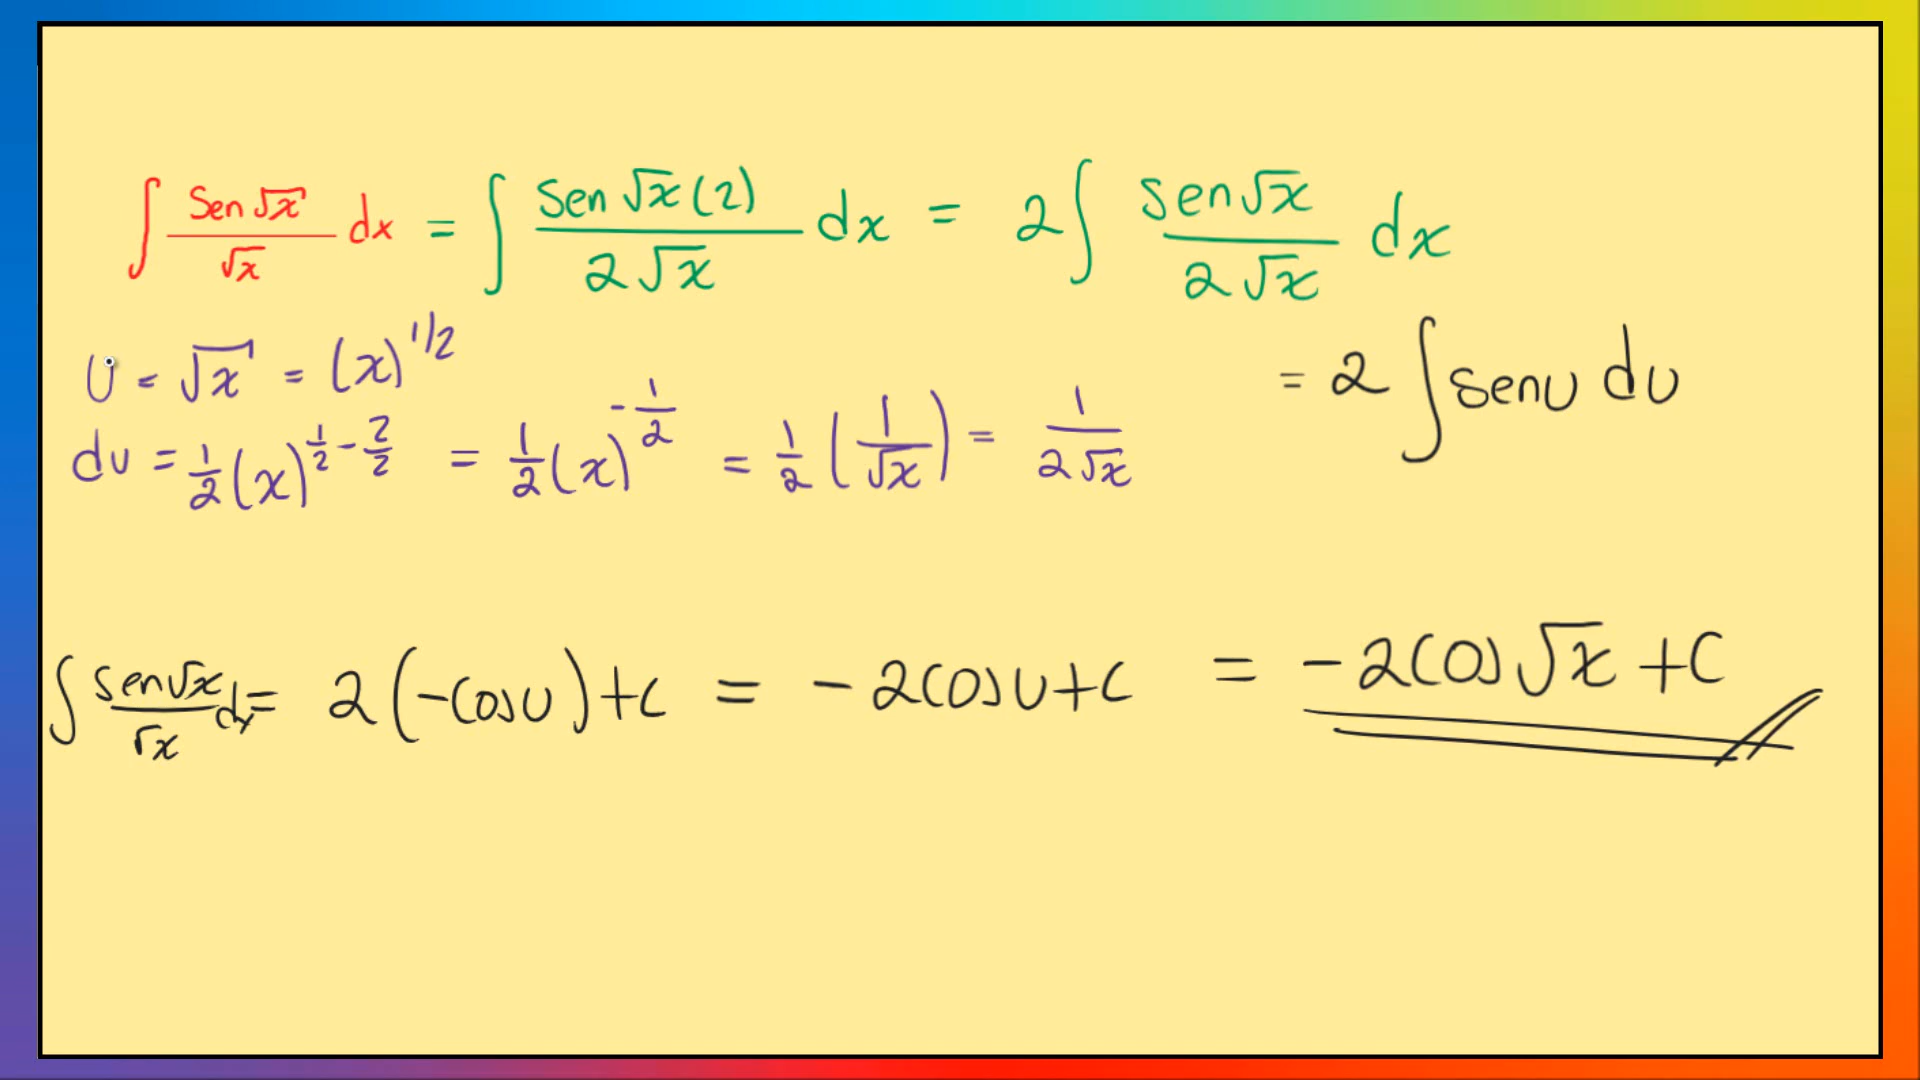 ∫ Sen √x / √x dx = ∫ Sen √x (2) / 2 √x dx = 2 ∫ sen √x / 2 √x dx
U = √x = (x)^1/2
= 2 ∫ senu du
du = 1/2 (x)^1/2 - 2/2 = 1/2 (x)^-1/2 = 1/2 (1/√x) = 1 / 2 √x
∫ sen √x / √x dx = 2 (-cosu) + c = - 2cosu + c = - 2cos √x + c